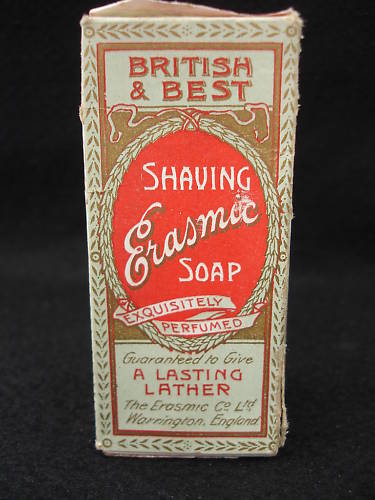 BRITISH
& BEST
SHAVING
Erasmic
SOAP
EXQUISITELY
PERFUMED
Guaranteed to Give
A LASTING
LATHER
The Erasmic Co Ltd
Warrington, England